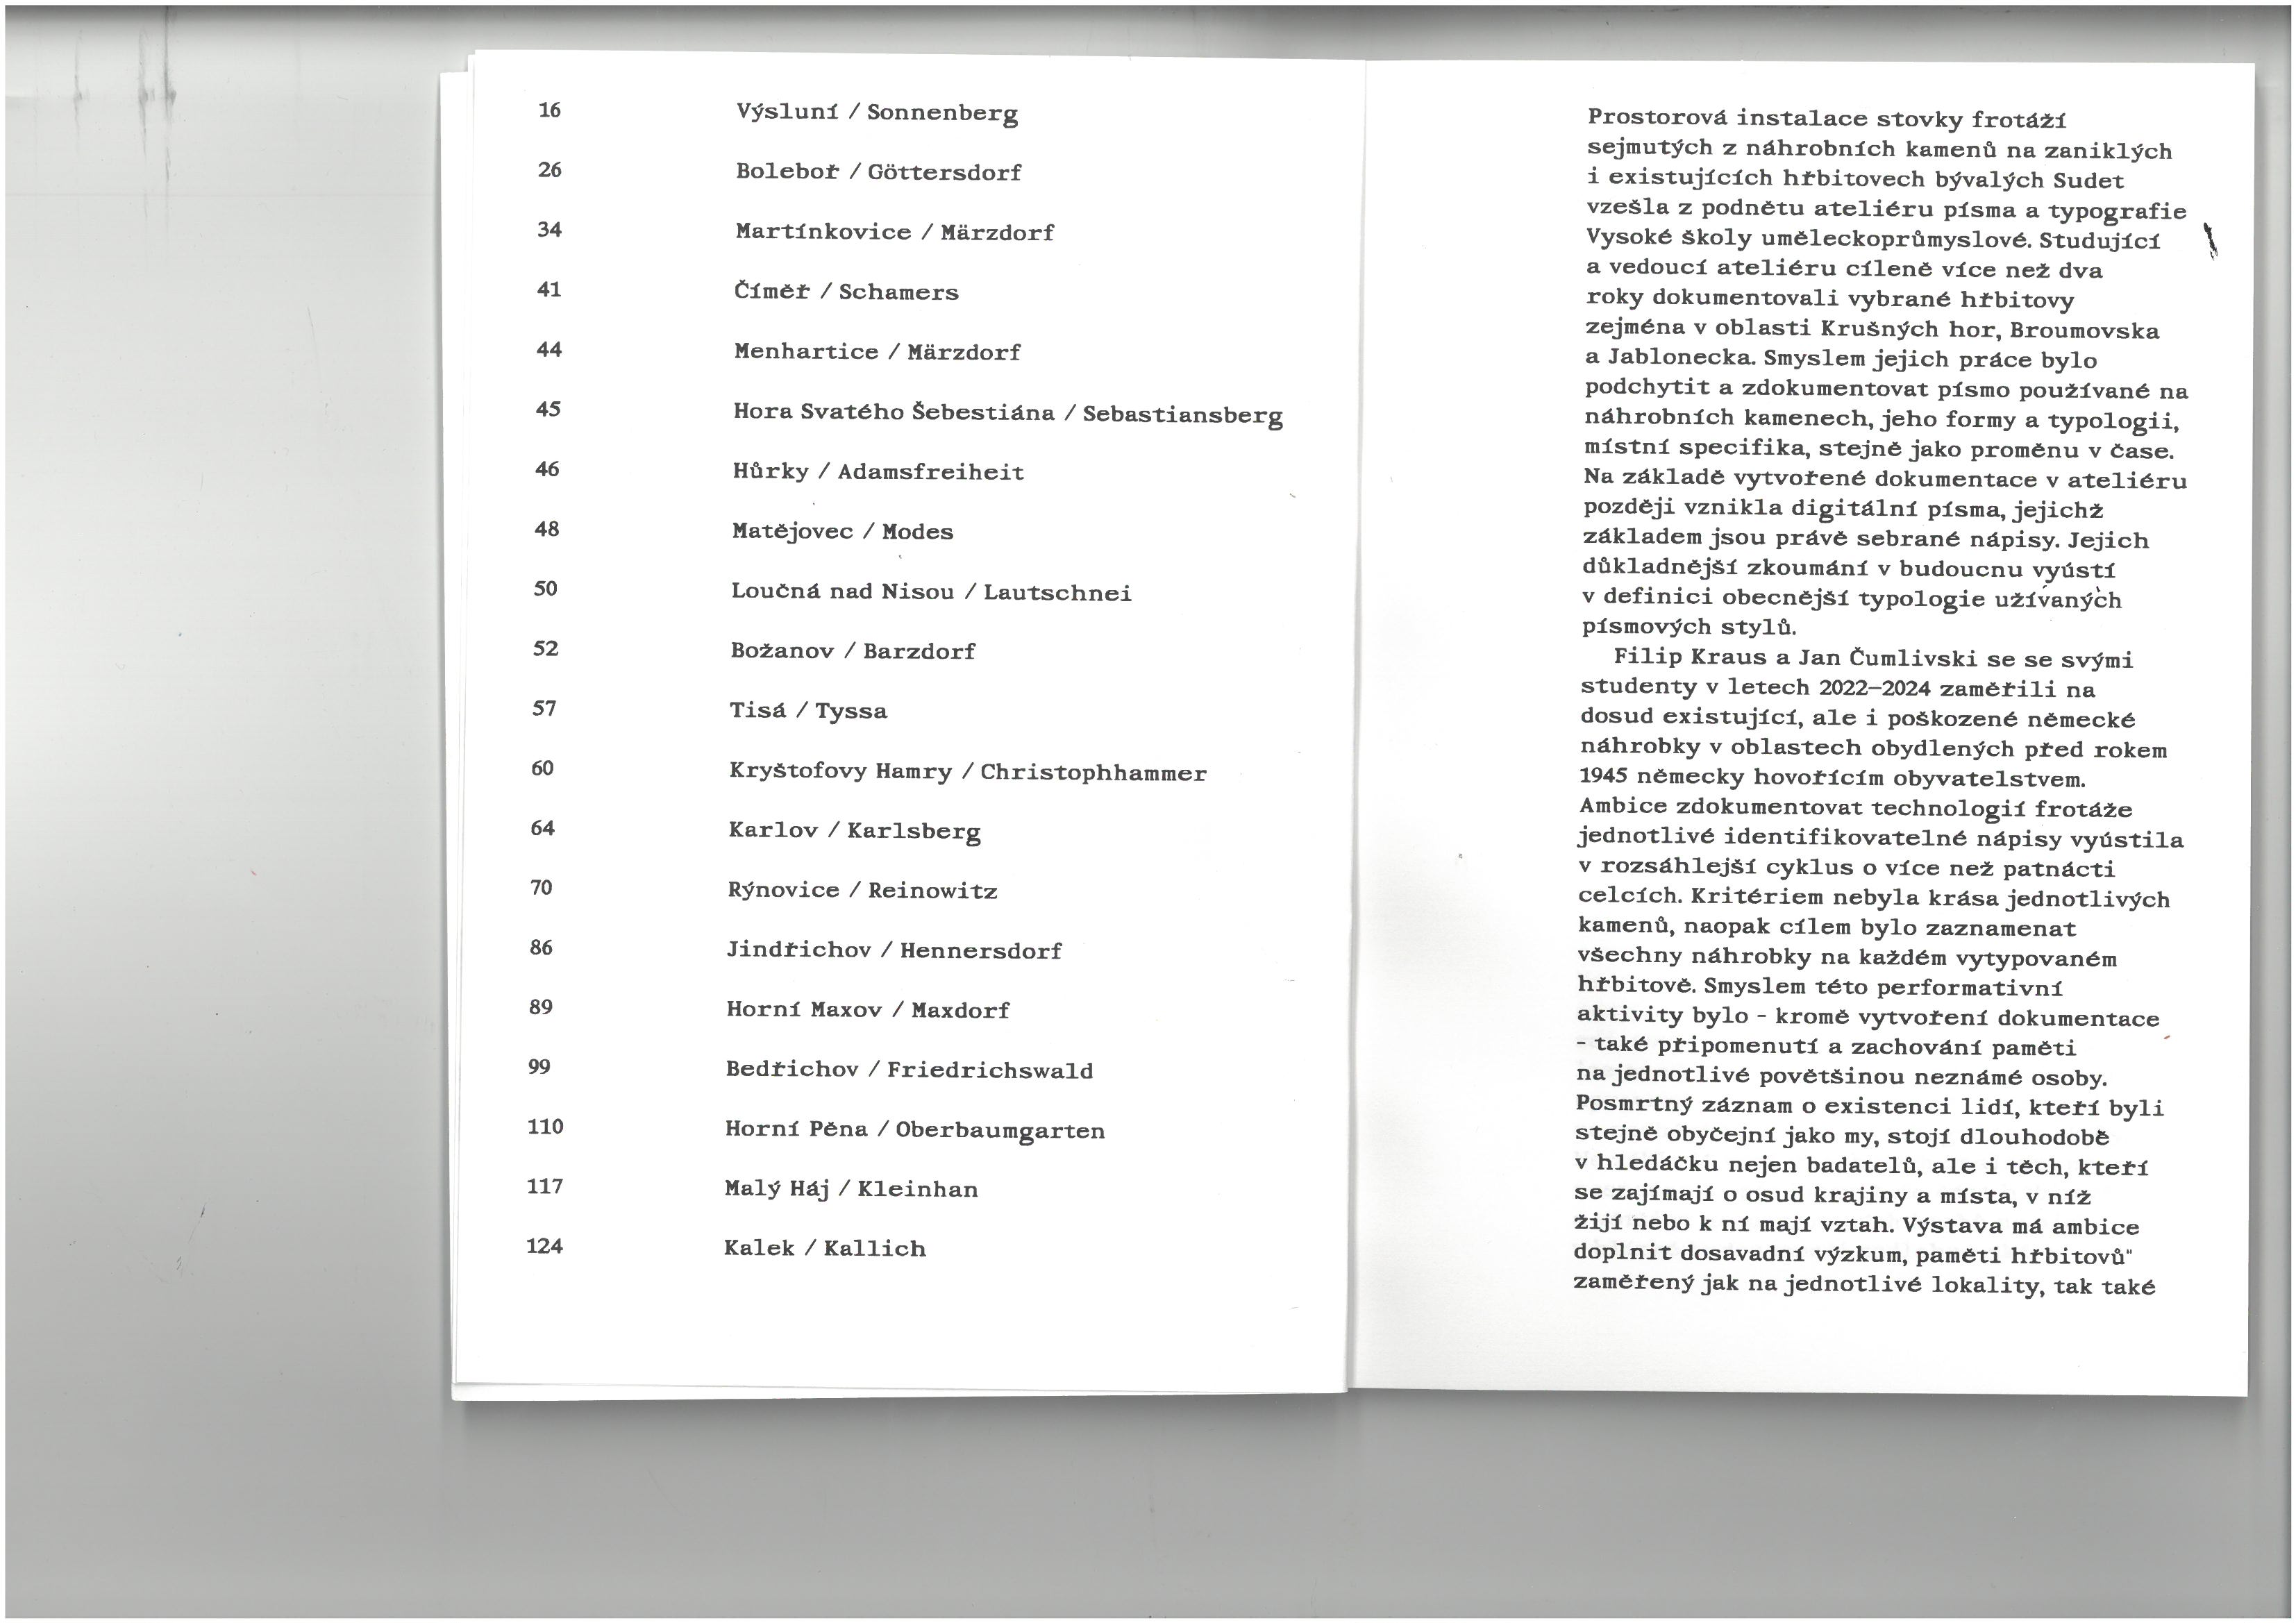 16 Výsluní / Sonnenberg
26 Boleboř / Göttersdorf
34 Martínkovice / Märzdorf
41 Číměř / Schamers
44 Menhartice / Märzdorf
45 Hora Svatého Šebestiána / Sebastiansberg
46 Hůrky / Adamsfreiheit
48 Matějovec / Modes
50 Loučná nad Nisou / Lautschnei
52 Božanov / Barzdorf
57 Tisá / Tyssa
60 Kryštofovy Hamry / Christophhammer
64 Karlov / Karlsberg
70 Rýnovice / Reinowitz
86 Jindřichov / Hennersdorf
89 Horní Maxov / Maxdorf
99 Bedřichov / Friedrichswald
110 Horní Pěna / Oberbaumgarten
117 Malý Háj / Kleinhan
124 Kalek / Kallich
Prostorová instalace stovky frotáží
sejmutých z náhrobních kamenů na zaniklých
i existujících hřbitovech bývalých Sudet
vzešla z podnětu ateliéru písma a typografie
Vysoké školy uměleckoprůmyslové. Studující
a vedoucí ateliéru cíleně více než dva
roky dokumentovali vybrané hřbitovy
zejména v oblasti Krušných hor, Broumovska
a Jablonecka. Smyslem jejich práce bylo
podchytit a zdokumentovat písmo používané na
náhrobních kamenech, jeho formy a typologii,
místní specifika, stejně jako proměnu v čase.
Na základě vytvořené dokumentace v ateliéru
později vznikla digitální písma, jejichž
základem jsou právě sebrané nápisy. Jejich
důkladnější zkoumání v budoucnu vyústí
v definici obecnější typologie užívaných
písmových stylů.
Filip Kraus a Jan Čumlivski se se svými
studenty v letech 2022–2024 zaměřili na
dosud existující, ale i poškozené německé
náhrobky v oblastech obydlených před rokem
1945 německy hovořícím obyvatelstvem.
Ambice zdokumentovat technologií frotáže
jednotlivé identifikovatelné nápisy vyústila
v rozsáhlejší cyklus o více než patnácti
celcích. Kritériem nebyla krása jednotlivých
kamenů, naopak cílem bylo zaznamenat
všechny náhrobky na každém vytypovaném
hřbitově. Smyslem této performativní
aktivity bylo - kromě vytvoření dokumentace
- také připomenutí a zachování paměti
na jednotlivé povětšinou neznámé osoby.
Posmrtný záznam o existenci lidí, kteří byli
stejně obyčejní jako my, stojí dlouhodobě
v hledáčku nejen badatelů, ale i těch, kteří
se zajímají o osud krajiny a místa, v níž
žijí nebo k ní mají vztah. Výstava má ambice
doplnit dosavadní výzkum, paměti hřbitovů"
zaměřený jak na jednotlivé lokality, tak také